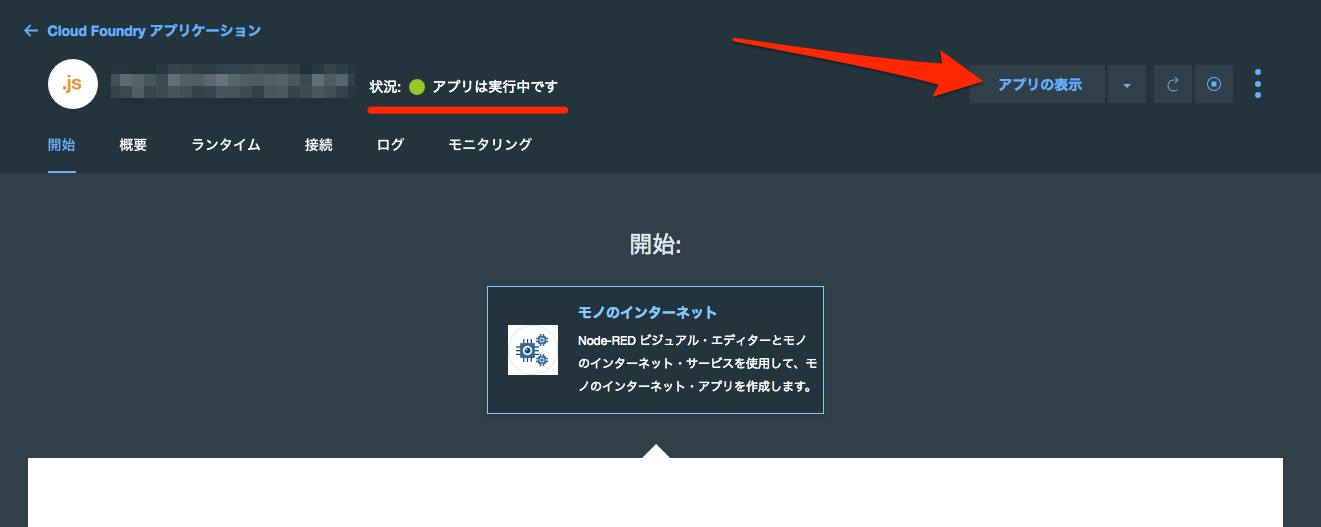 ← Cloud Foundry アプリケーション
.js
状況: アプリは実行中です
アプリの表示
開始 概要 ランタイム 接続 ログ モニタリング
開始:
モノのインターネット
Node-RED ビジュアル・エディターとモノ
のインターネット・サービスを使用して、モ
ノのインターネット・アプリを作成します。